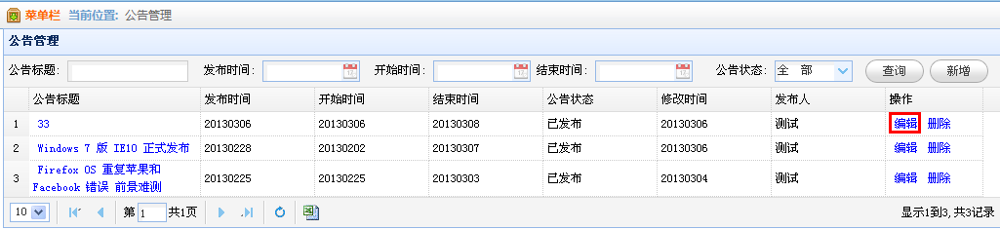 菜单栏 当前位置: 公告管理
公告管理
公告标题: 发布时间: 开始时间: 结束时间: 公告状态: 全 部 查询 新增
公告标题 发布时间 开始时间 结束时间 公告状态 修改时间 发布人 操作
1 33 20130306 20130306 20130308 已发布 20130306 测试 编辑 删除
2 Windows 7 版 IE10 正式发布 20130228 20130202 20130307 已发布 20130306 测试 编辑 删除
3 Firefox OS 重复苹果和 20130225 20130225 20130303 已发布 20130304 测试 编辑 删除
Facebook 错误 前景难测
10 第 1 共1页 显示1到3, 共3记录